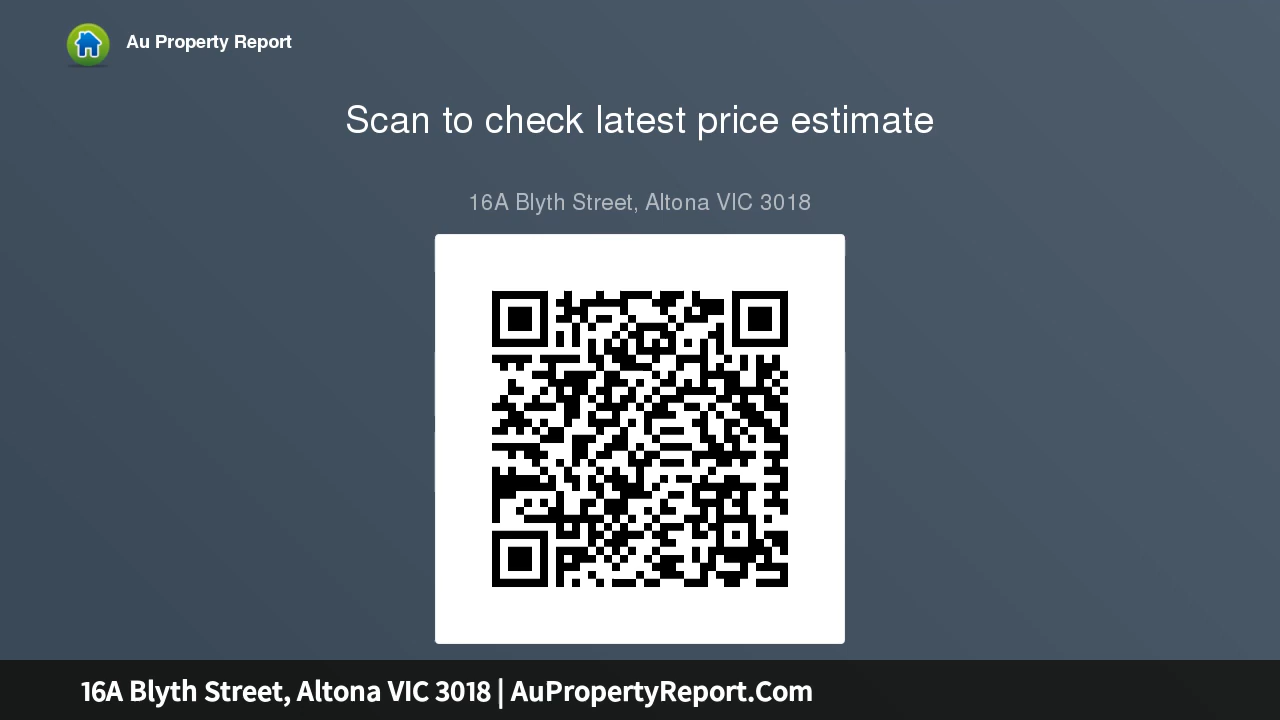 Au Property Report
Scan to check latest price estimate
16A Blyth Street, Altona VIC 3018
16A Blyth Street, Altona VIC 3018 | AuPropertyReport.Com